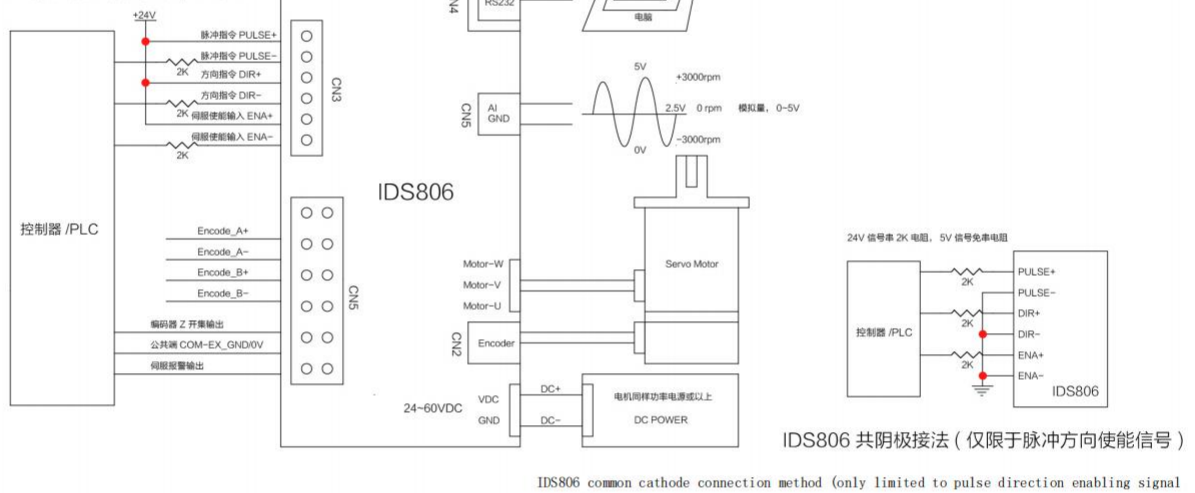 +24V
脉冲指令 PULSE+
脉冲指令 PULSE−
2K
方向指令 DIR+
方向指令 DIR−
2K
伺服使能输入 ENA+
伺服使能输入 ENA−
2K
CN3
控制器 /PLC
Encode_A+
Encode_A−
Encode_B+
Encode_B−
CN5
编码器 Z 开集输出
公共端 COM−EX_GND/0V
伺服报警输出
IDS806
CN4
RS232
电脑
CN5
AI
GND
5V
+3000rpm
2.5V 0 rpm 模拟量，0~5V
−3000rpm
0V
Motor−W
Motor−V
Motor−U
Servo Motor
CN2
Encoder
24~60VDC
VDC
GND
DC+
DC−
电机同样功率电源或以上
DC POWER
24V 信号串 2K 电阻，5V 信号免串电阻
控制器 /PLC
2K
2K
2K
PULSE+
PULSE−
DIR+
DIR−
ENA+
ENA−
IDS806
IDS806 共阴极接法 ( 仅限于脉冲方向使能信号 )
IDS806 common cathode connection method (only limited to pulse direction enabling signal